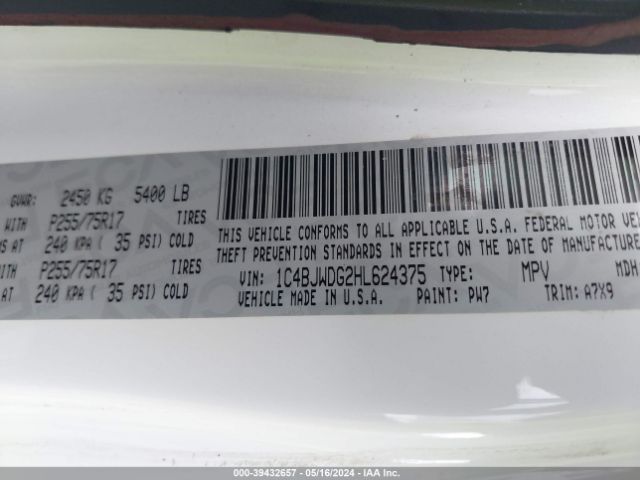 GVWR: 2450 KG 5400 LB
WITH P255/75R17 TIRES
MS AT 240 KPA ( 35 PSI) COLD
WITH P255/75R17 TIRES
AT 240 KPA ( 35 PSI) COLD
THIS VEHICLE CONFORMS TO ALL APPLICABLE U.S.A. FEDERAL MOTOR VE
THEFT PREVENTION STANDARDS IN EFFECT ON THE DATE OF MANUFACTURE
VIN: 1C4BJWDG2HL624375 TYPE: MPV MDH
VEHICLE MADE IN U.S.A. PAINT: PW7 TRIM: A7X9
000-39432657 - 05/16/2024 - IAA Inc.